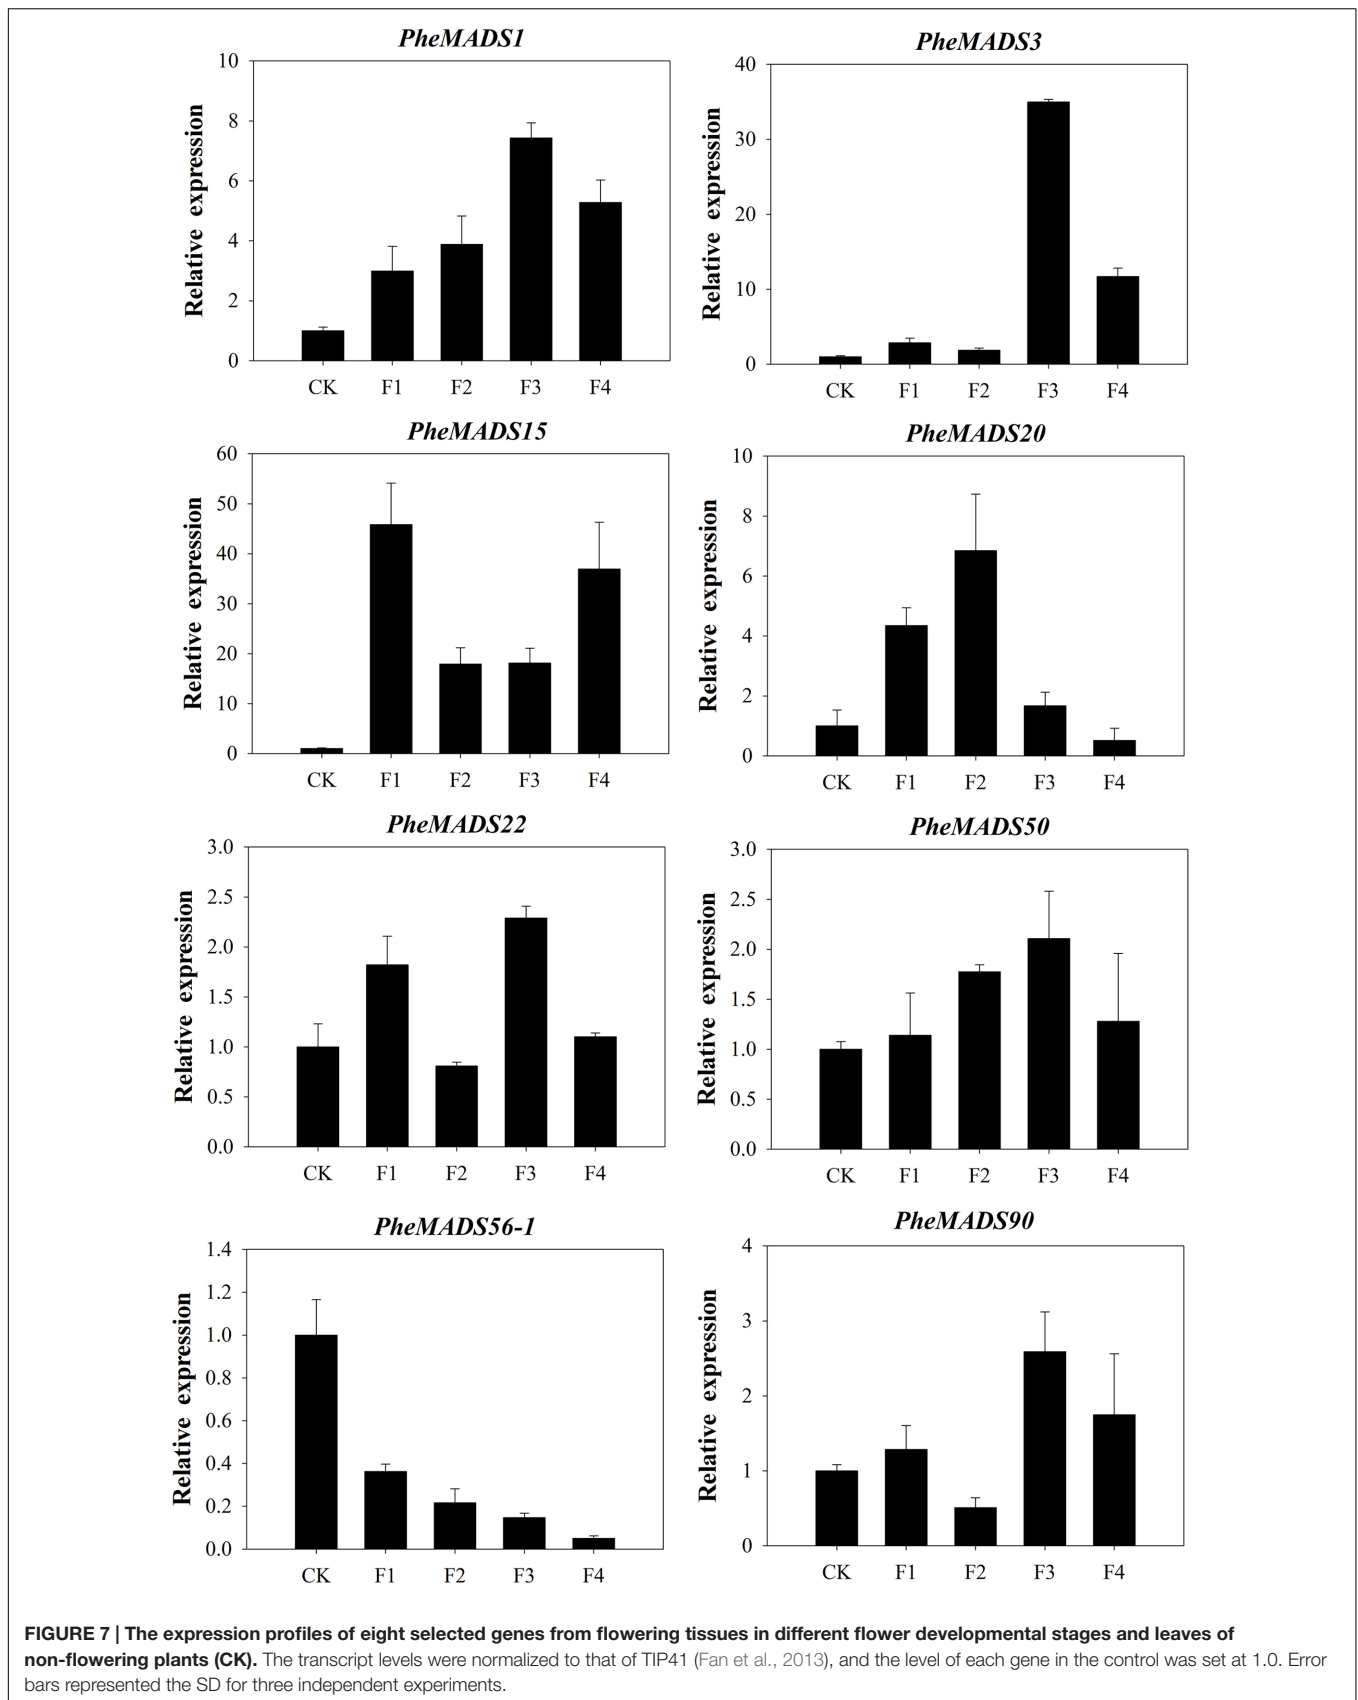 PheMADS1
10
8
6
4
2
0
Relative expression
CK F1 F2 F3 F4
PheMADS3
40
30
20
10
0
Relative expression
CK F1 F2 F3 F4
PheMADS15
60
50
40
30
20
10
0
Relative expression
CK F1 F2 F3 F4
PheMADS20
10
8
6
4
2
0
Relative expression
CK F1 F2 F3 F4
PheMADS22
3.0
2.5
2.0
1.5
1.0
0.5
0.0
Relative expression
CK F1 F2 F3 F4
PheMADS50
3.0
2.5
2.0
1.5
1.0
0.5
0.0
Relative expression
CK F1 F2 F3 F4
PheMADS56-1
1.4
1.2
1.0
0.8
0.6
0.4
0.2
0.0
Relative expression
CK F1 F2 F3 F4
PheMADS90
4
3
2
1
0
Relative expression
CK F1 F2 F3 F4
FIGURE 7 | The expression profiles of eight selected genes from flowering tissues in different flower developmental stages and leaves of
non-flowering plants (CK). The transcript levels were normalized to that of TIP41 (Fan et al., 2013), and the level of each gene in the control was set at 1.0. Error
bars represented the SD for three independent experiments.